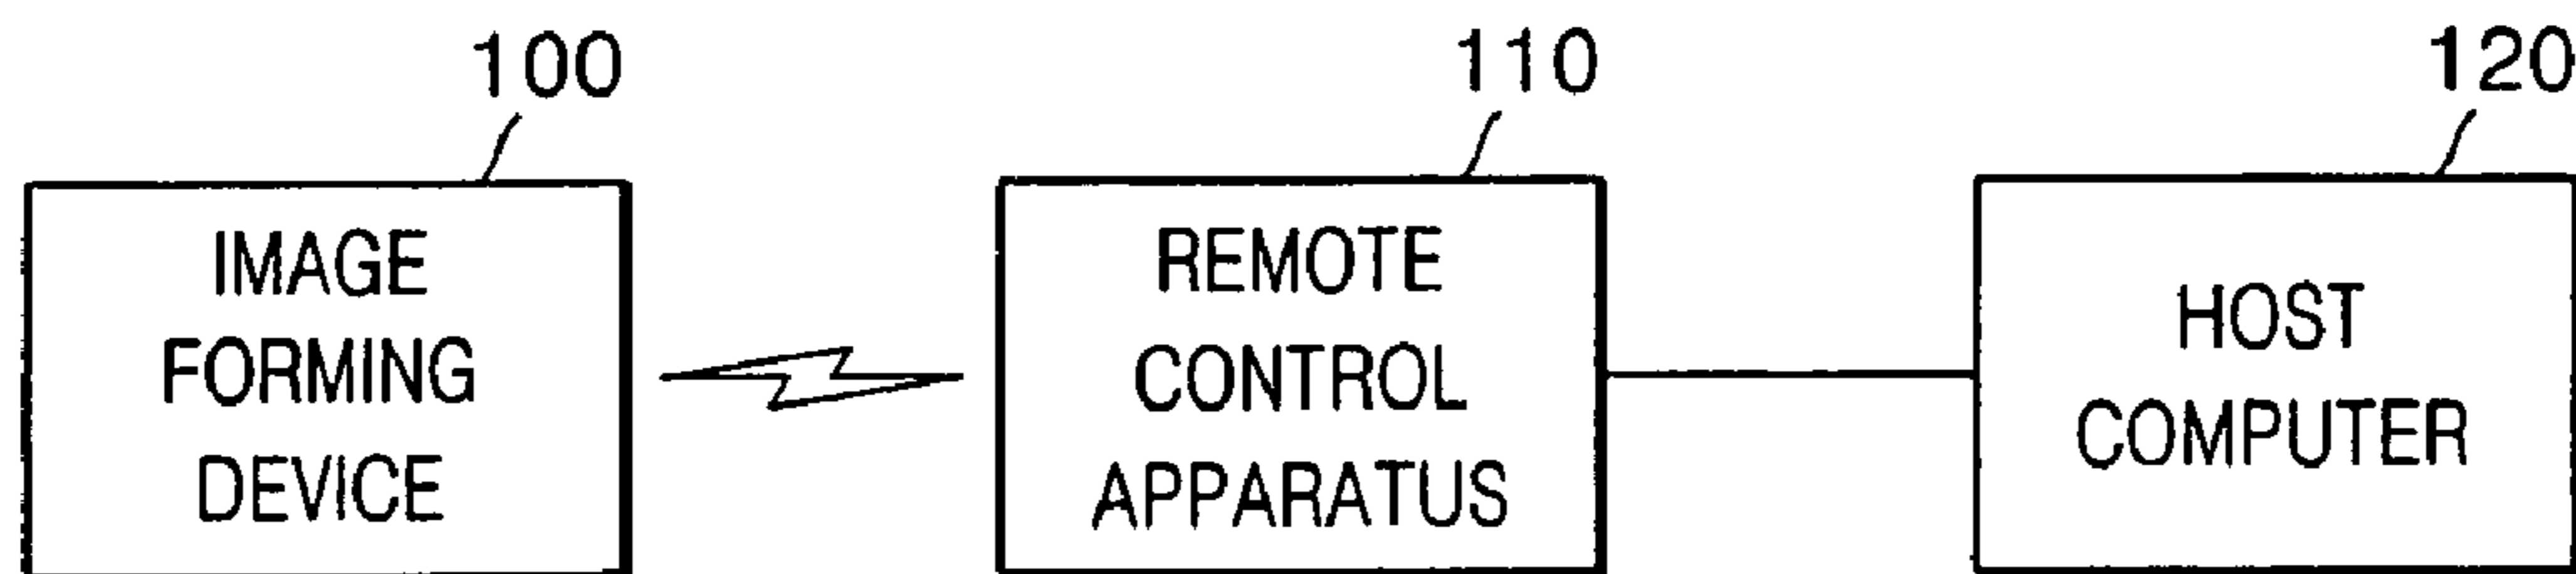 100
110
120
IMAGE
FORMING
DEVICE
REMOTE
CONTROL
APPARATUS
HOST
COMPUTER